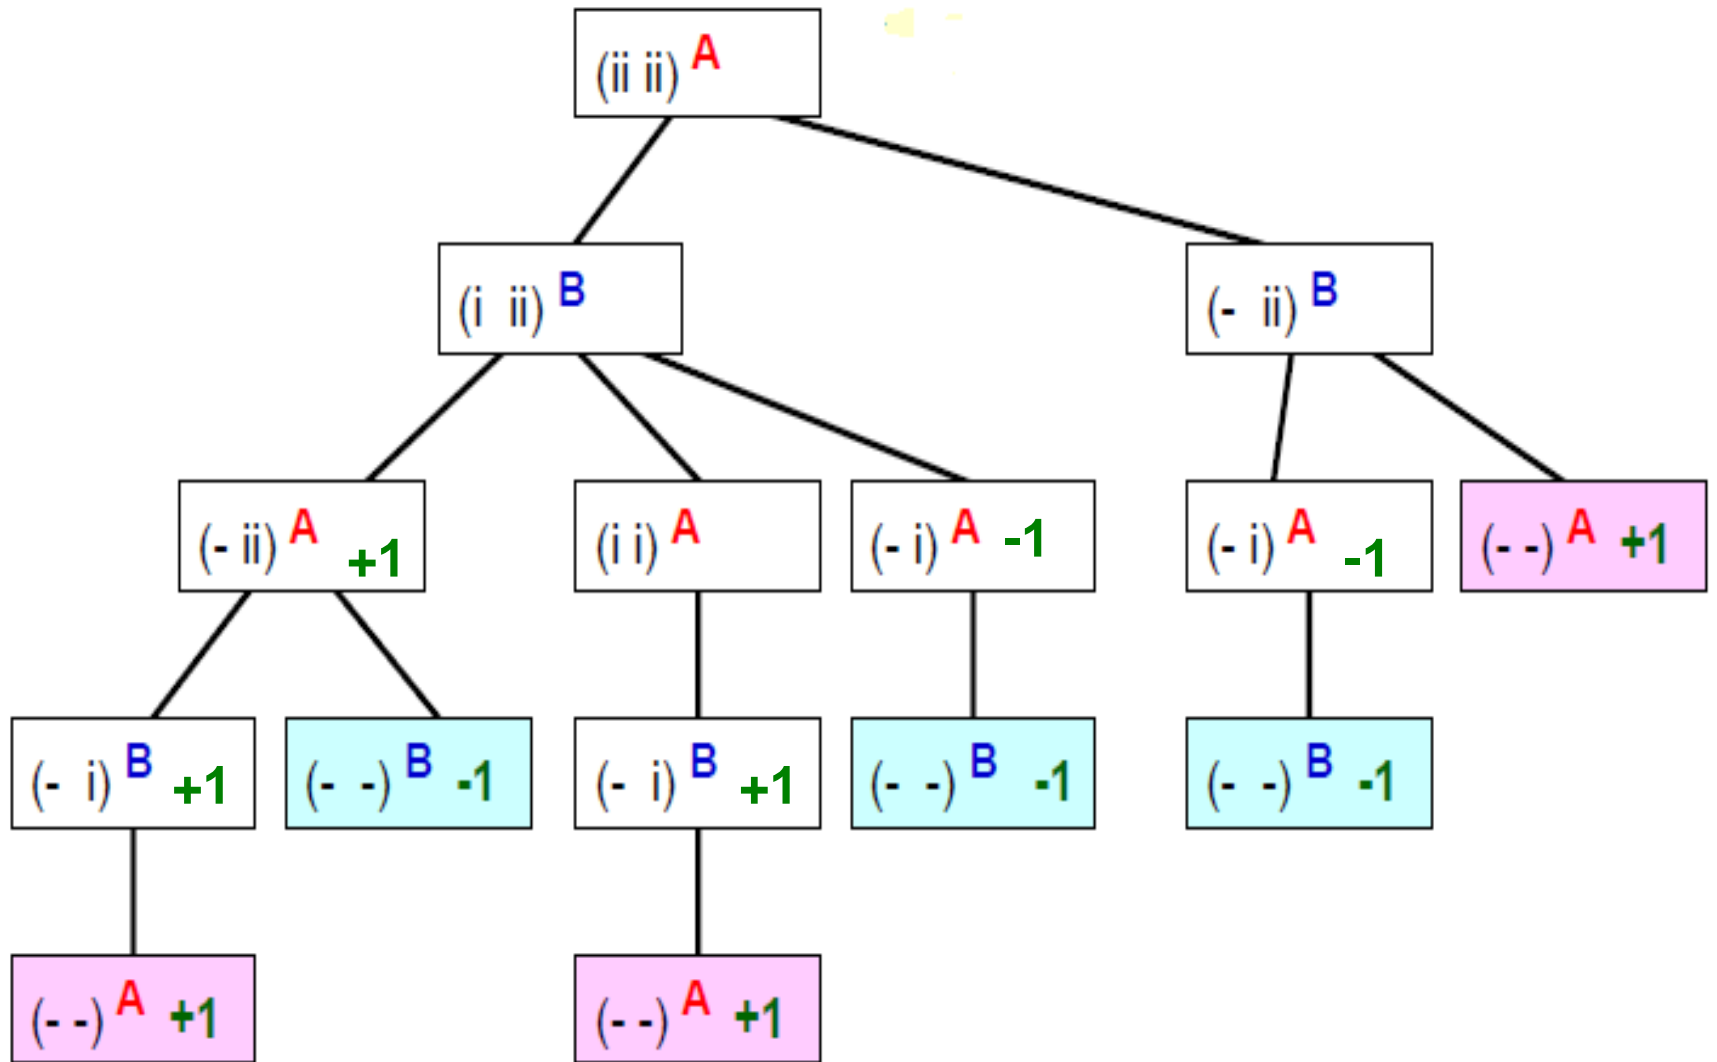 (ii ii) A
(i ii) B
(- ii) B
(- ii) A +1
(i i) A
(- i) A -1
(- i) A -1
(- -) A +1
(- i) B +1
(- -) B -1
(- i) B +1
(- -) B -1
(- -) B -1
(- -) A +1
(- -) A +1